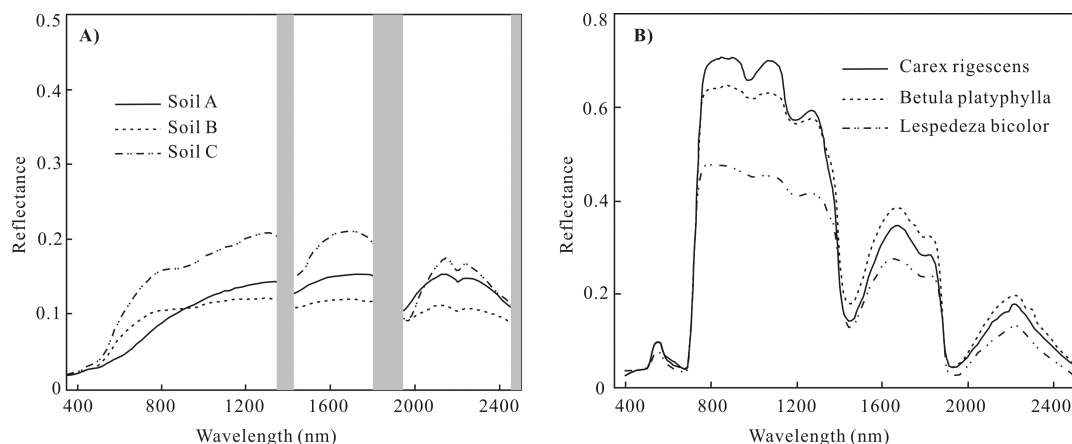 A)
0.5
0.4
0.3
0.2
0.1
0
Reflectance
Soil A
Soil B
Soil C
400 800 1200 1600 2000 2400
Wavelength (nm)
B)
0.8
0.6
0.4
0.2
0
Reflectance
Carex rigescens
Betula platyphylla
Lespedeza bicolor
400 800 1200 1600 2000 2400
Wavelength (nm)